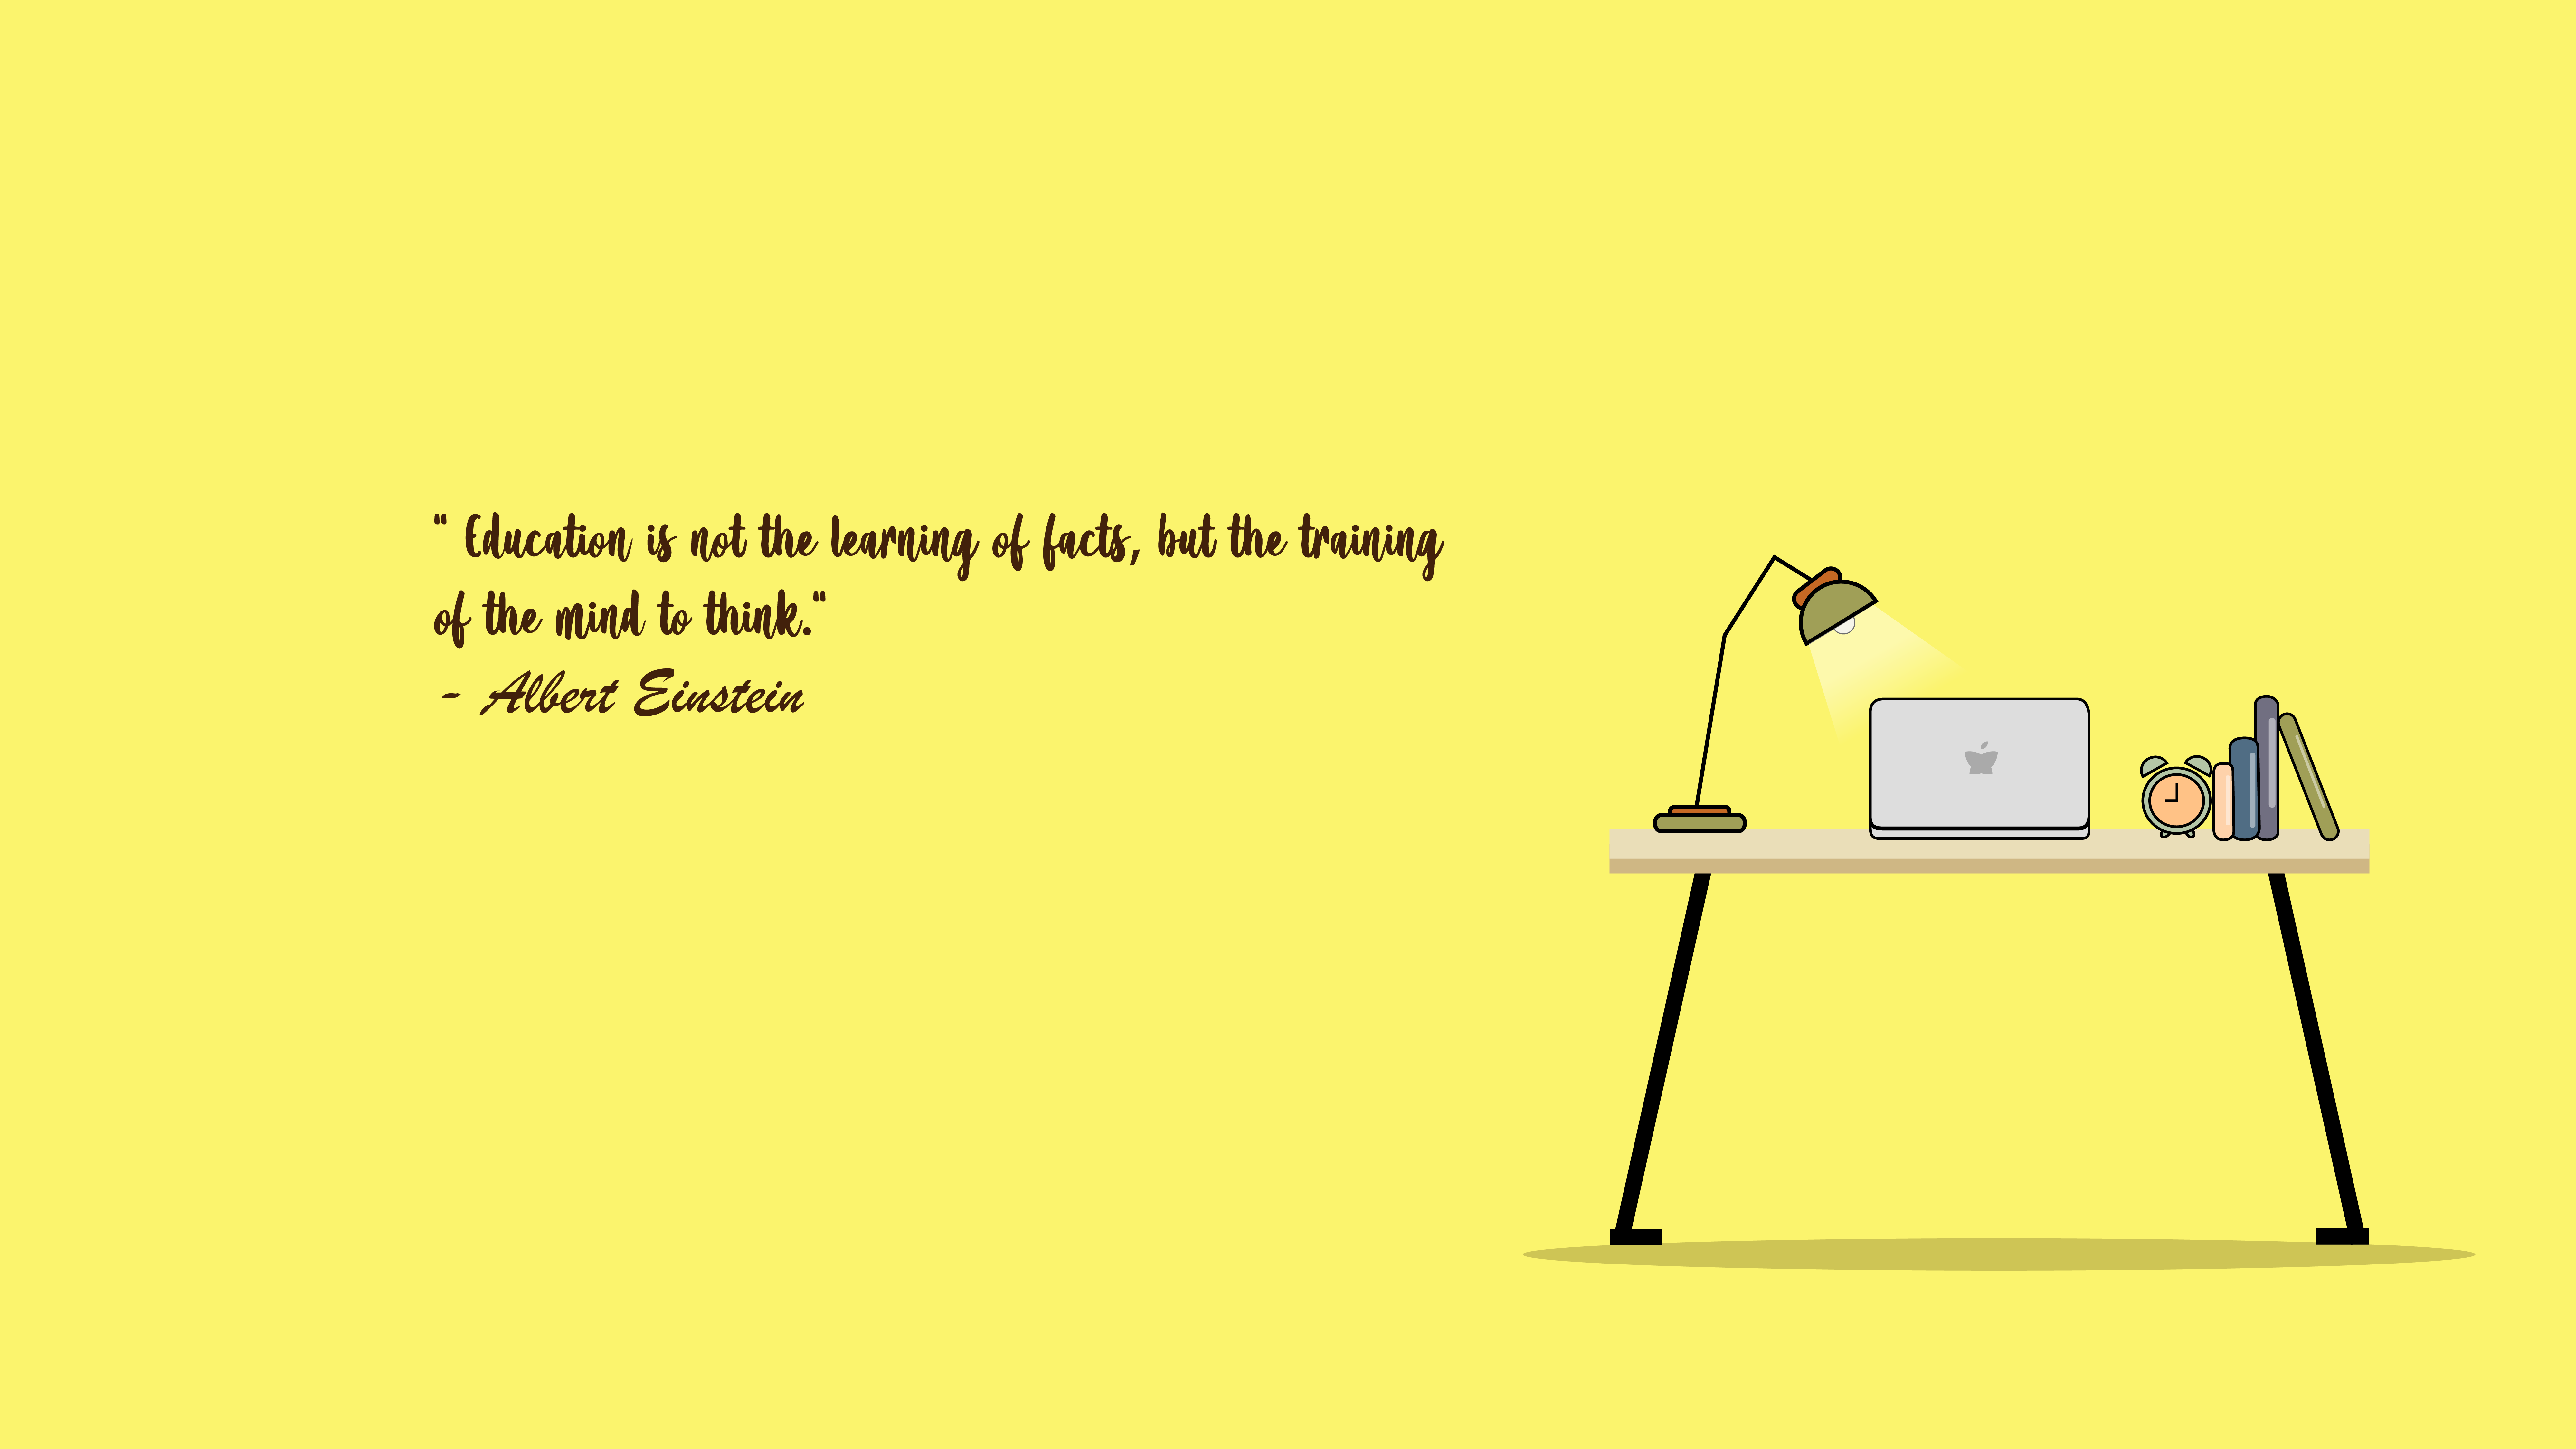 " Education is not the learning of facts, but the training
of the mind to think."
- Albert Einstein